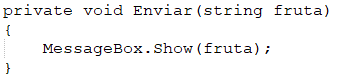 private void Enviar(string fruta)
{
    MessageBox.Show(fruta);
}